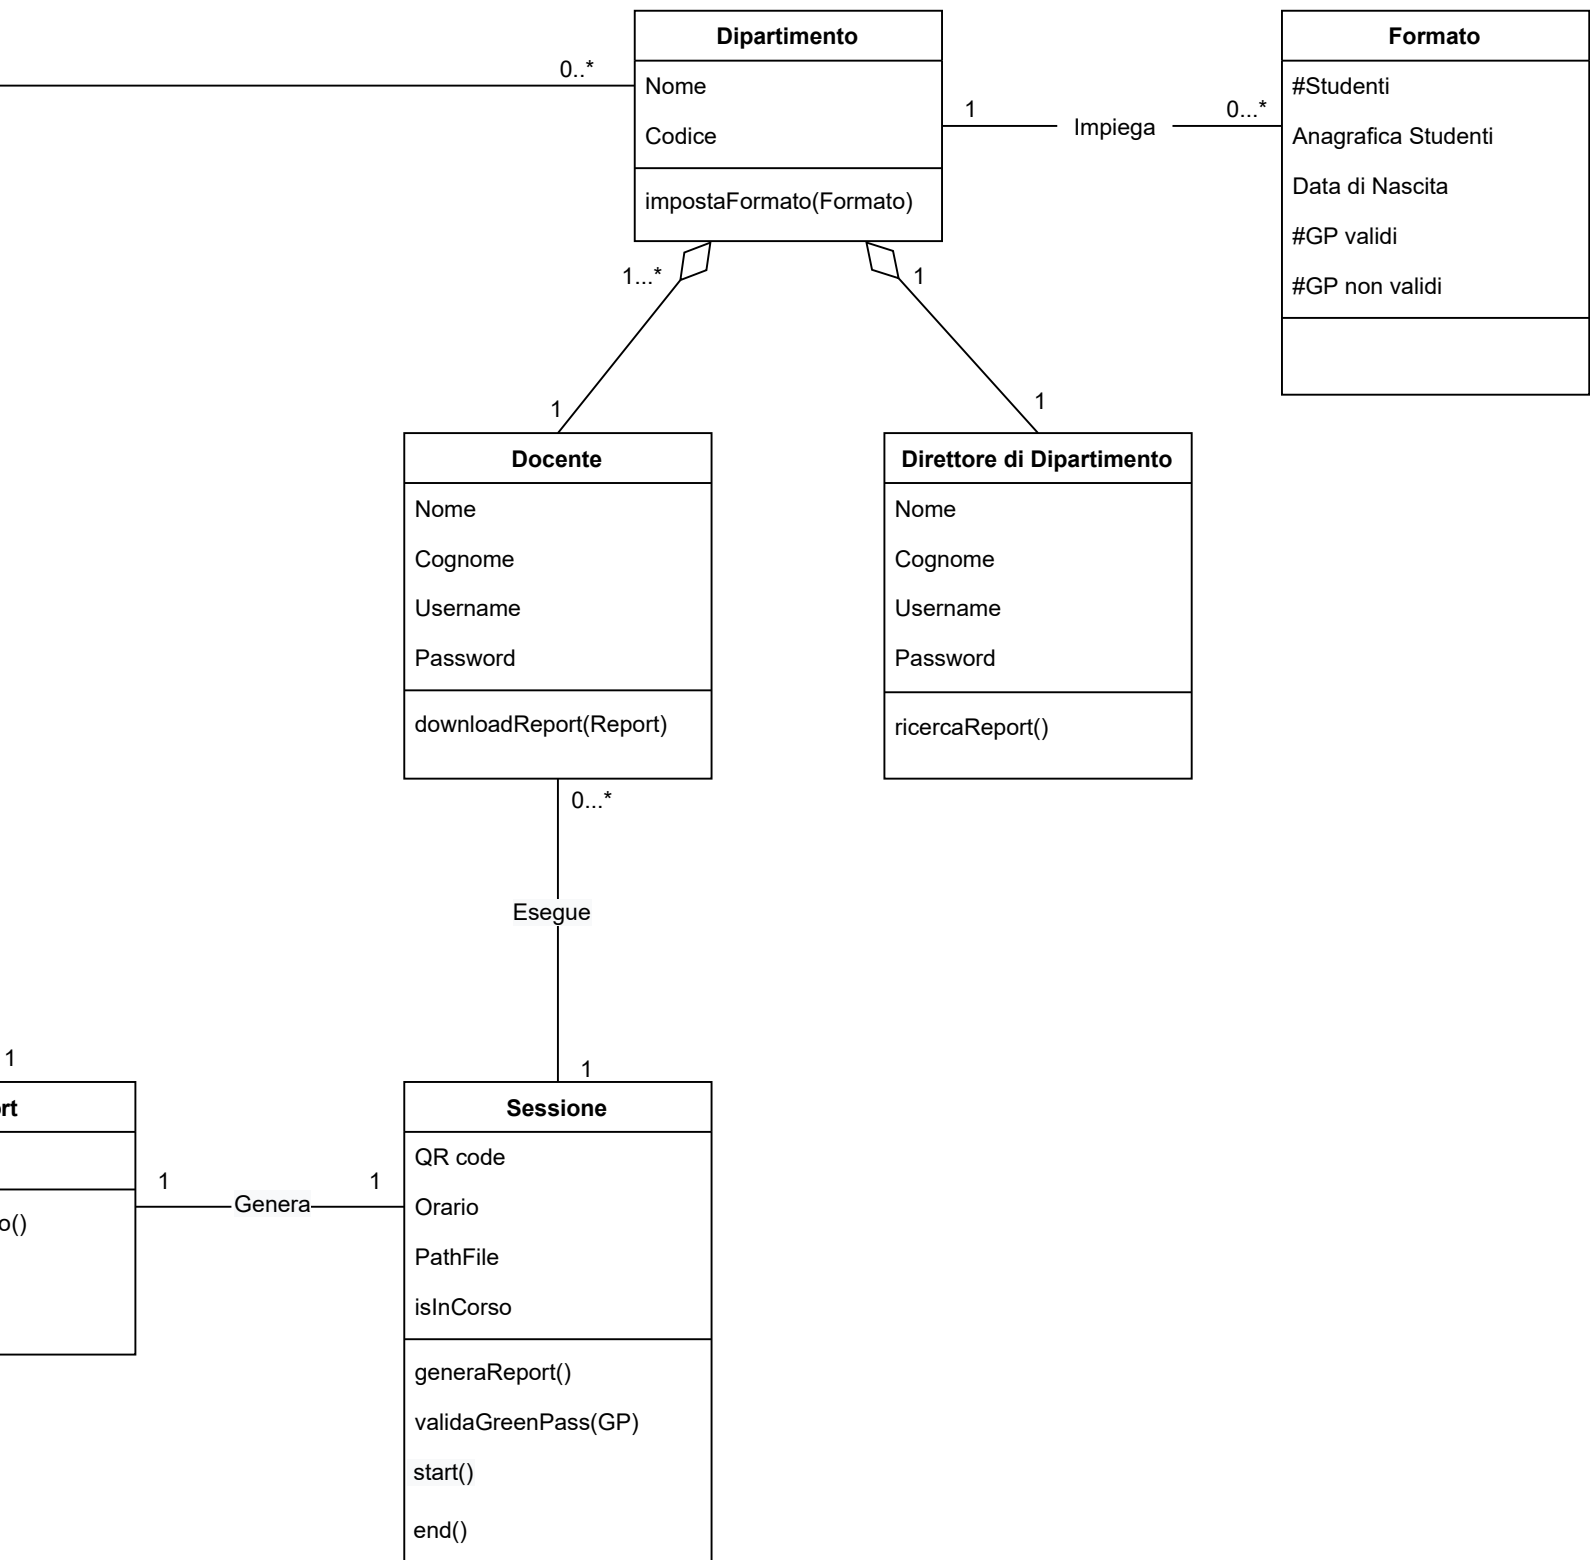 Dipartimento
Nome
Codice
impostaFormato(Formato)
0..*
1
Impiega
0...*
Formato
#Studenti
Anagrafica Studenti
Data di Nascita
#GP validi
#GP non validi
1...*
1
1
1
Docente
Nome
Cognome
Username
Password
downloadReport(Report)
Direttore di Dipartimento
Nome
Cognome
Username
Password
ricercaReport()
0...*
Esegue
1
1
rt
o()
1
Genera
1
Sessione
QR code
Orario
PathFile
isInCorso
generaReport()
validaGreenPass(GP)
start()
end()